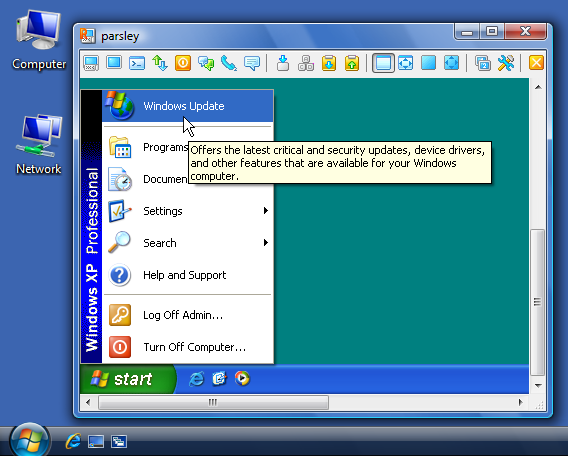 parsley
Computer
Network
Windows Update
Offers the latest critical and security updates, device drivers,
and other features that are available for your Windows
computer.
Programs
Documen
Settings
Search
Help and Support
Log Off Admin...
Turn Off Computer...
Windows XP Professional
start